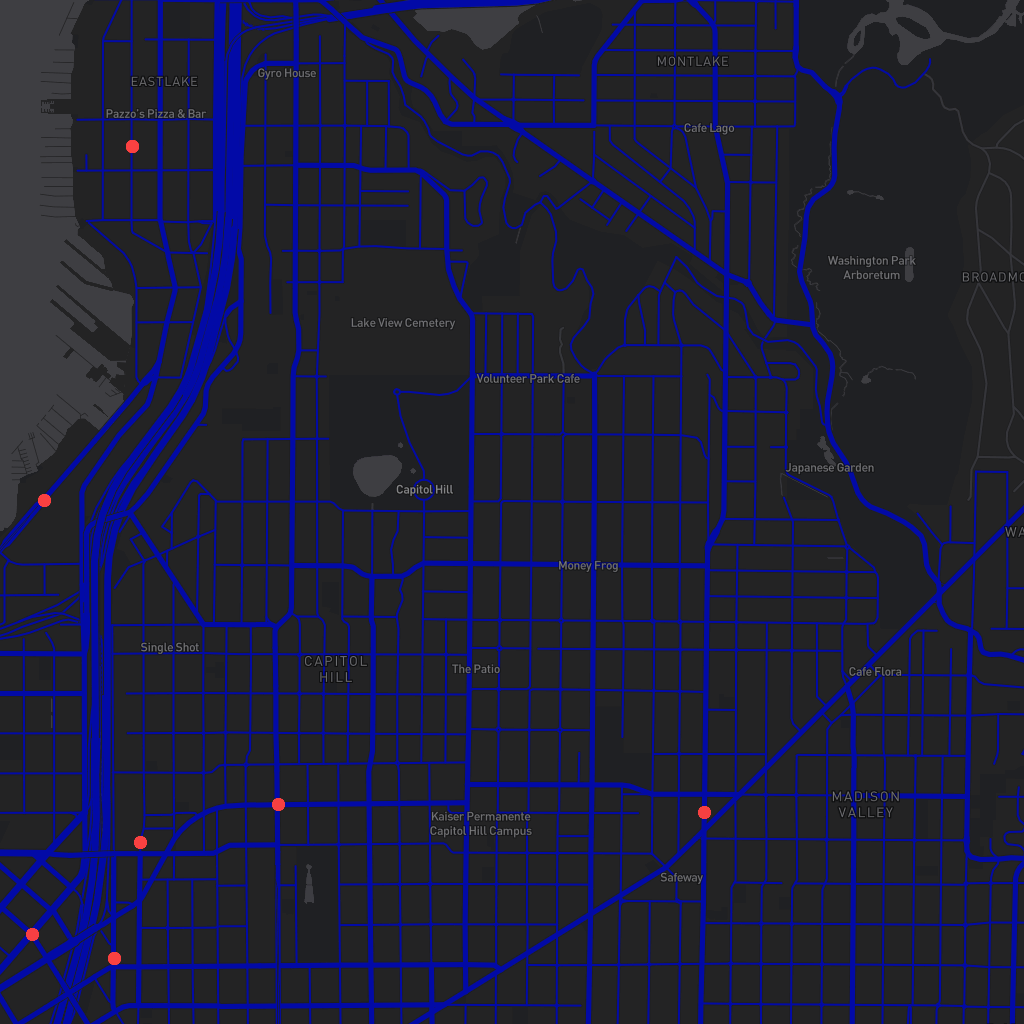 MONTLAKE
Gyro House
EASTLAKE
Pazzo's Pizza & Bar
Cafe Lago
Washington Park
Arboretum
BROADMO
Lake View Cemetery
Volunteer Park Cafe
Japanese Garden
Capitol Hill
WA
Money Frog
Single Shot
CAPITOL
HILL
The Patio
Cafe Flora
MADISON
VALLEY
Kaiser Permanente
Capitol Hill Campus
Safeway